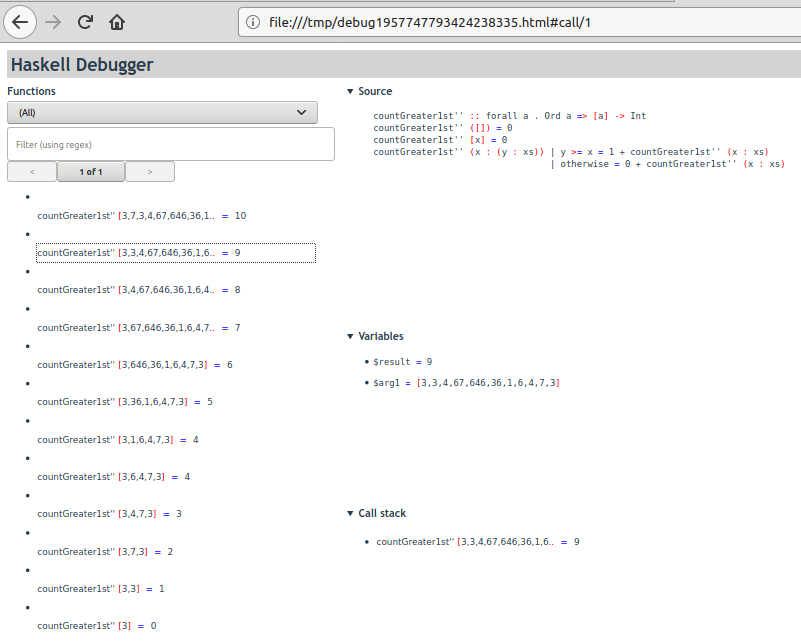 file:///tmp/debug1957747793424238335.html#call/1
Haskell Debugger
Functions
(All)
Filter (using regex)
< 1 of 1 >
• countGreater1st'' [3,7,3,4,67,646,36,1.. = 10
• countGreater1st'' [3,3,4,67,646,36,1,6.. = 9
• countGreater1st'' [3,4,67,646,36,1,6,4.. = 8
• countGreater1st'' [3,67,646,36,1,6,4,7.. = 7
• countGreater1st'' [3,646,36,1,6,4,7,3] = 6
• countGreater1st'' [3,36,1,6,4,7,3] = 5
• countGreater1st'' [3,1,6,4,7,3] = 4
• countGreater1st'' [3,6,4,7,3] = 4
• countGreater1st'' [3,4,7,3] = 3
• countGreater1st'' [3,7,3] = 2
• countGreater1st'' [3,3] = 1
• countGreater1st'' [3] = 0
▼ Source
countGreater1st'' :: forall a . Ord a => [a] -> Int
countGreater1st'' ([]) = 0
countGreater1st'' [x] = 0
countGreater1st'' (x : (y : xs)) | y >= x = 1 + countGreater1st'' (x : xs)
| otherwise = 0 + countGreater1st'' (x : xs)
▼ Variables
• $result = 9
• $arg1 = [3,3,4,67,646,36,1,6,4,7,3]
▼ Call stack
• countGreater1st'' [3,3,4,67,646,36,1,6.. = 9